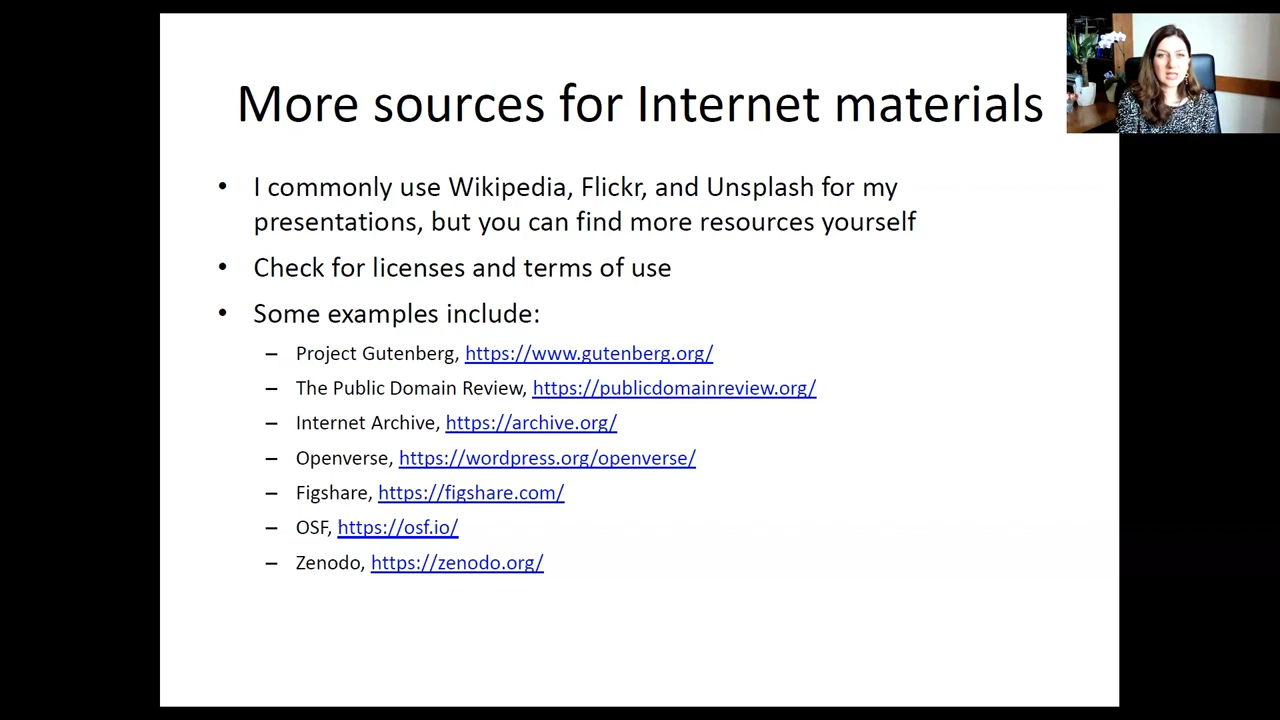 More sources for Internet materials
• I commonly use Wikipedia, Flickr, and Unsplash for my
presentations, but you can find more resources yourself
• Check for licenses and terms of use
• Some examples include:
– Project Gutenberg, https://www.gutenberg.org/
– The Public Domain Review, https://publicdomainreview.org/
– Internet Archive, https://archive.org/
– Openverse, https://wordpress.org/openverse/
– Figshare, https://figshare.com/
– OSF, https://osf.io/
– Zenodo, https://zenodo.org/